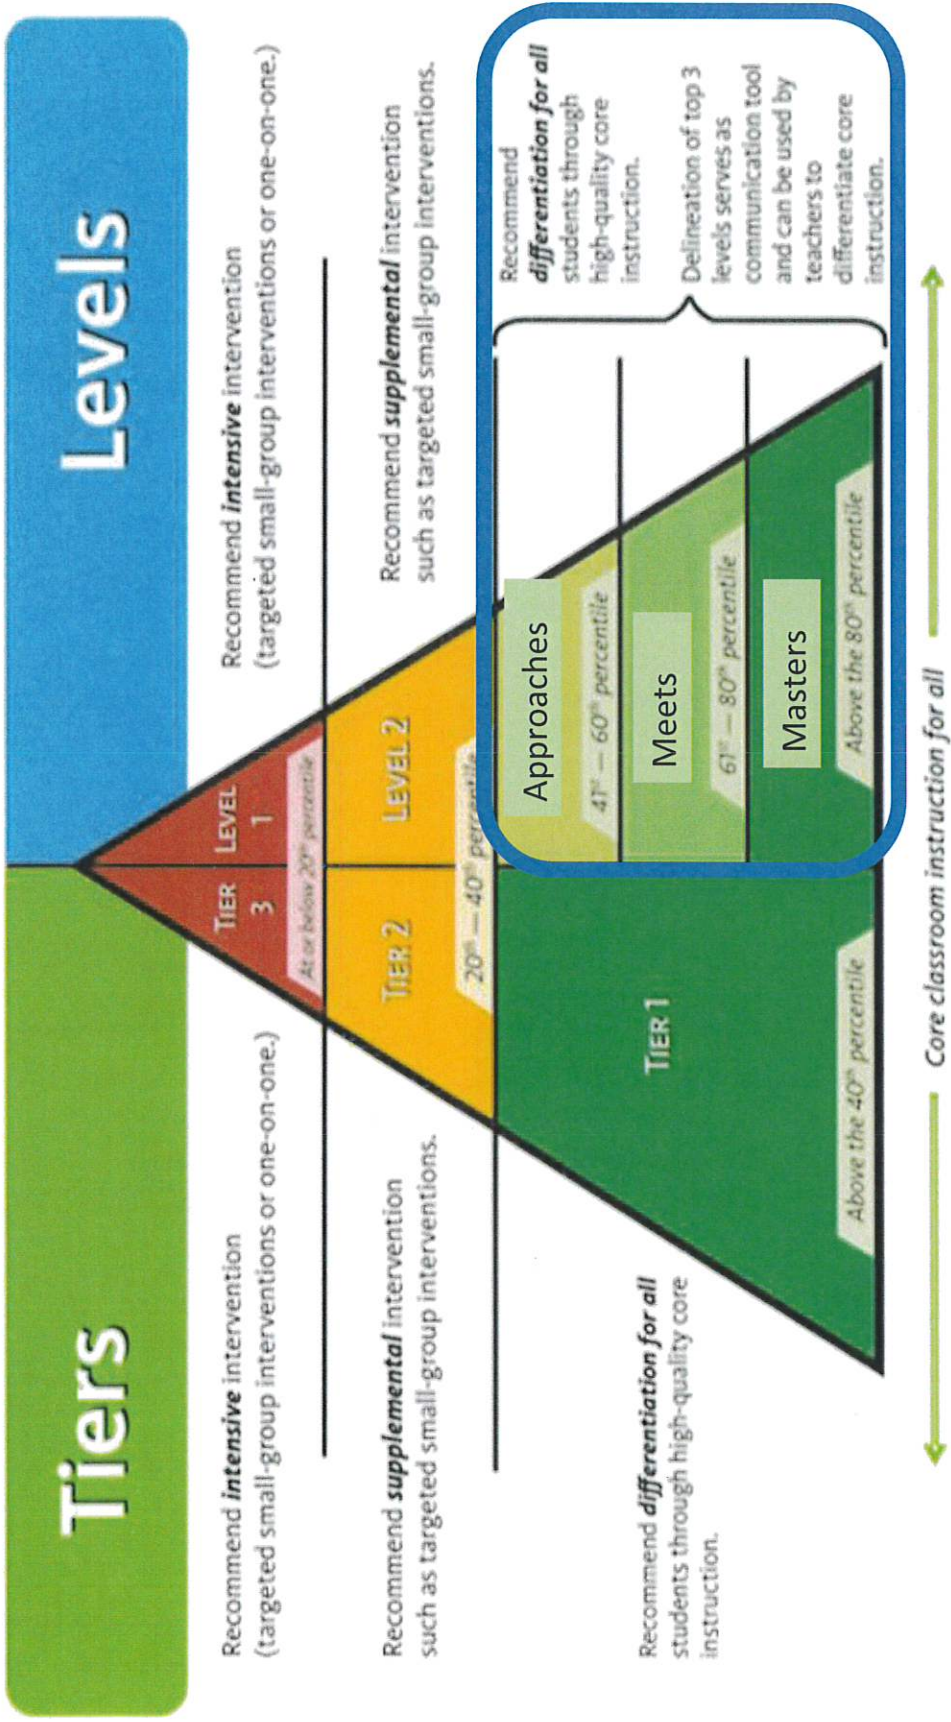 Tiers
Levels
Recommend intensive intervention
(targeted small-group interventions or one-on-one.)
TIER
3
LEVEL
1
At or below 20th percentile
Recommend intensive intervention
(targeted small-group interventions or one-on-one.)
Recommend supplemental intervention
such as targeted small-group interventions.
TIER 2
LEVEL 2
20th — 40th percentile
Recommend supplemental intervention
such as targeted small-group interventions.
Recommend differentiation for all
students through high-quality core
instruction.
TIER 1
Above the 40th percentile
Approaches
41st — 60th percentile
Meets
61st — 80th percentile
Masters
Above the 80th percentile
Recommend
differentiation for all
students through
high-quality core
instruction.
Delineation of top 3
levels serves as
communication tool
and can be used by
teachers to
differentiate core
instruction.
Core classroom instruction for all